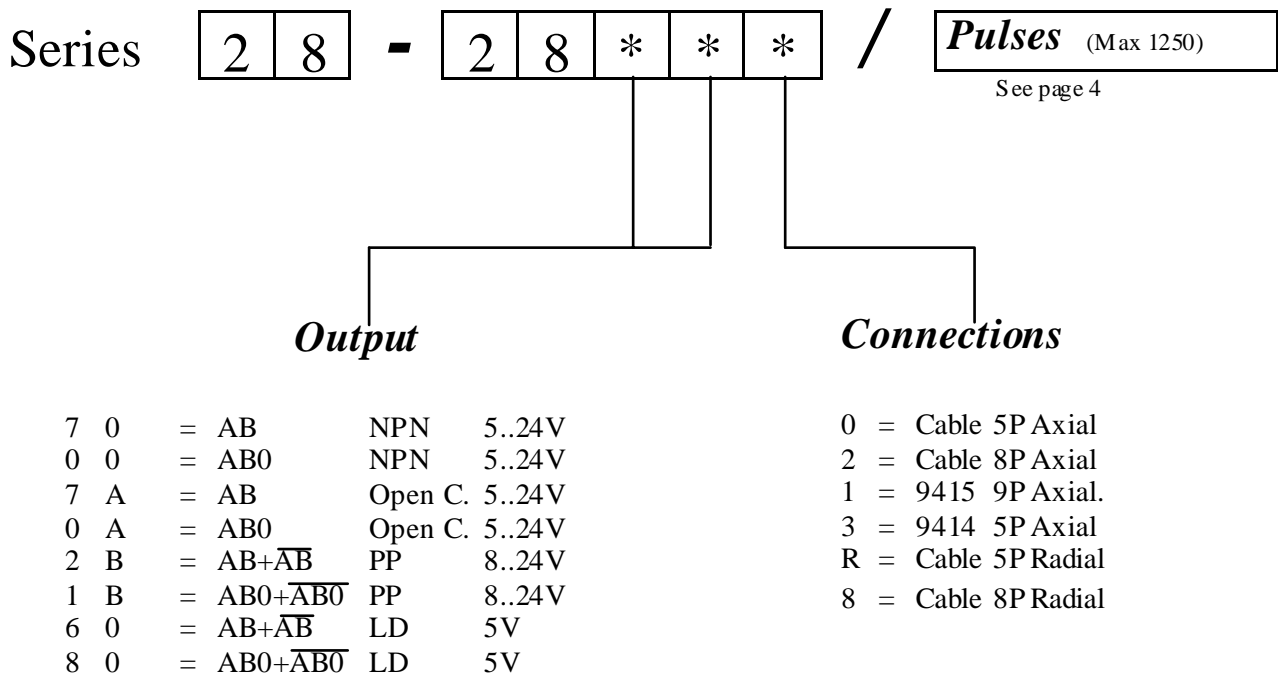 Series 2 8 - 2 8 * * * / Pulses (Max 1250)
See page 4
Output
Connections
7 0 = AB NPN 5..24V
0 0 = AB0 NPN 5..24V
7 A = AB Open C. 5..24V
0 A = AB0 Open C. 5..24V
2 B = AB+A̅B̅ PP 8..24V
1 B = AB0+A̅B̅0̅ PP 8..24V
6 0 = AB+A̅B̅ LD 5V
8 0 = AB0+A̅B̅0̅ LD 5V
0 = Cable 5P Axial
2 = Cable 8P Axial
1 = 9415 9P Axial.
3 = 9414 5P Axial
R = Cable 5P Radial
8 = Cable 8P Radial